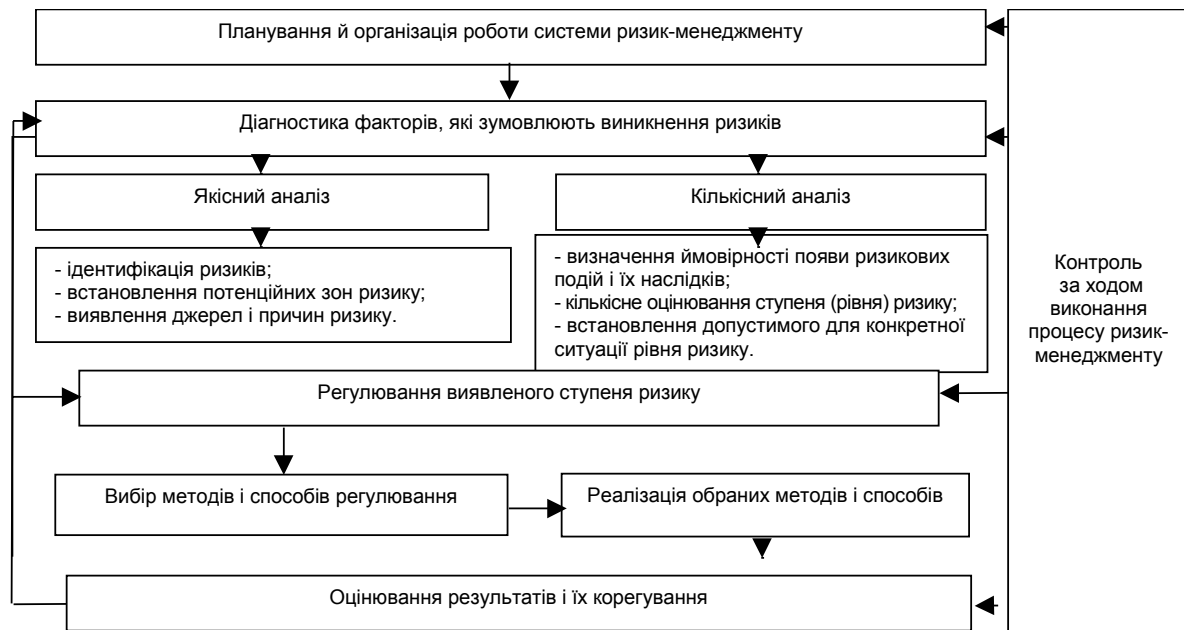 Планування й організація роботи системи ризик-менеджменту
Діагностика факторів, які зумовлюють виникнення ризиків
Якісний аналіз
Кількісний аналіз
- ідентифікація ризиків;
- встановлення потенційних зон ризику;
- виявлення джерел і причин ризику.
- визначення ймовірності появи ризикових
подій і їх наслідків;
- кількісне оцінювання ступеня (рівня) ризику;
- встановлення допустимого для конкретної
ситуації рівня ризику.
Регулювання виявленого ступеня ризику
Вибір методів і способів регулювання
Реалізація обраних методів і способів
Оцінювання результатів і їх корегування
Контроль
за ходом
виконання
процесу ризик-
менеджменту